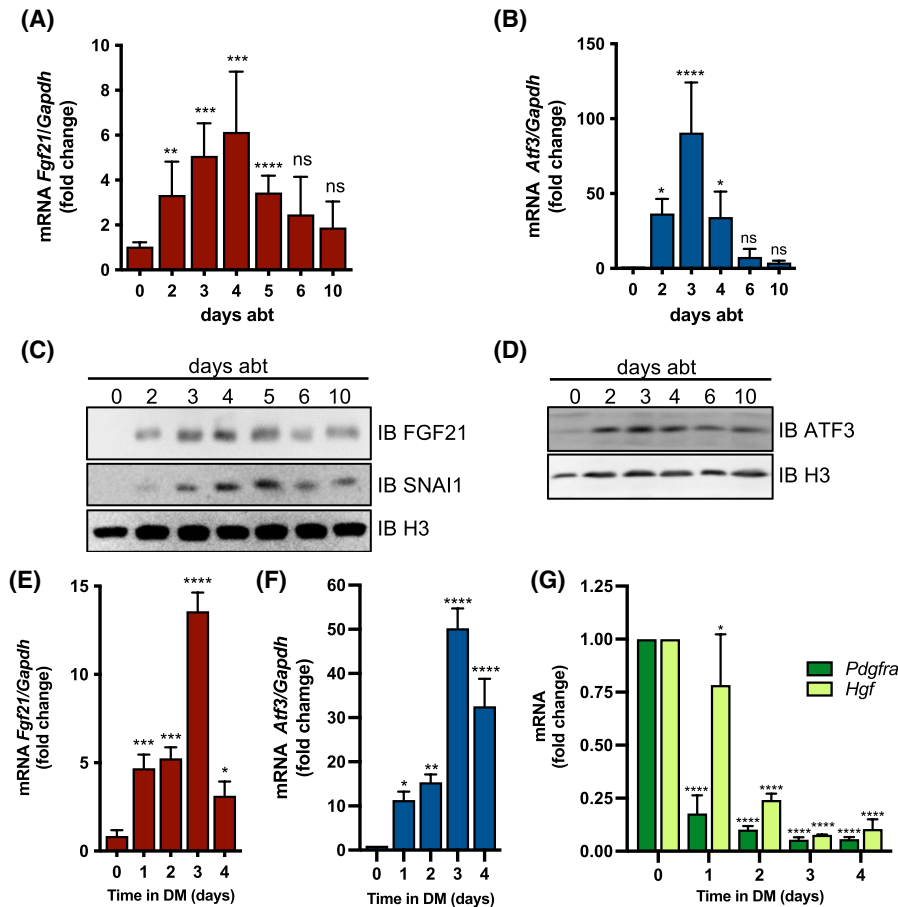 (A)
mRNA Fgf21/Gapdh
(fold change)
10
8
6
4
2
0
** *** *** **** ns ns
0 2 3 4 5 6 10
days abt
(B)
mRNA Atf3/Gapdh
(fold change)
150
100
50
0
* **** * ns ns
0 2 3 4 6 10
days abt
(C)
days abt
0 2 3 4 5 6 10
IB FGF21
IB SNAI1
IB H3
(D)
days abt
0 2 3 4 6 10
IB ATF3
IB H3
(E)
mRNA Fgf21/Gapdh
(fold change)
15
10
5
0
*** *** **** *
0 1 2 3 4
Time in DM (days)
(F)
mRNA Atf3/Gapdh
(fold change)
60
50
40
30
20
10
0
* ** **** ****
0 1 2 3 4
Time in DM (days)
(G)
mRNA
(fold change)
1.25
1.00
0.75
0.50
0.25
0.00
**** * **** **** **** **** **** ****
0 1 2 3 4
Time in DM (days)
Pdgfra
Hgf